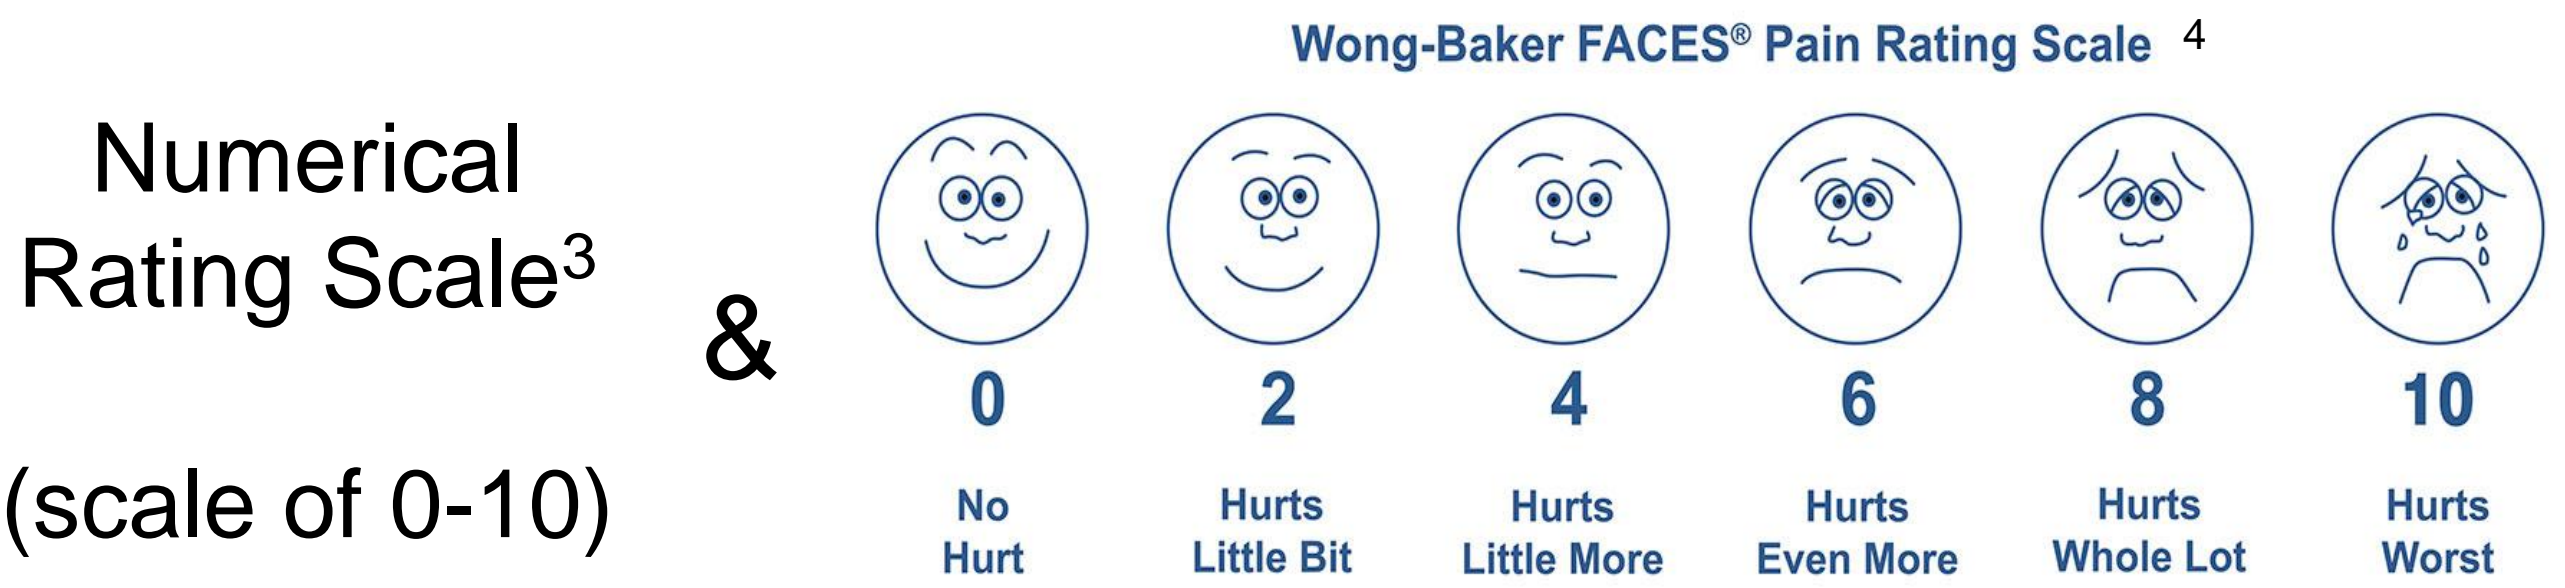 Numerical
Rating Scale³
(scale of 0-10)
&
Wong-Baker FACES® Pain Rating Scale 4
0 2 4 6 8 10
No Hurts Hurts Hurts Hurts Hurts
Hurt Little Bit Little More Even More Whole Lot Worst